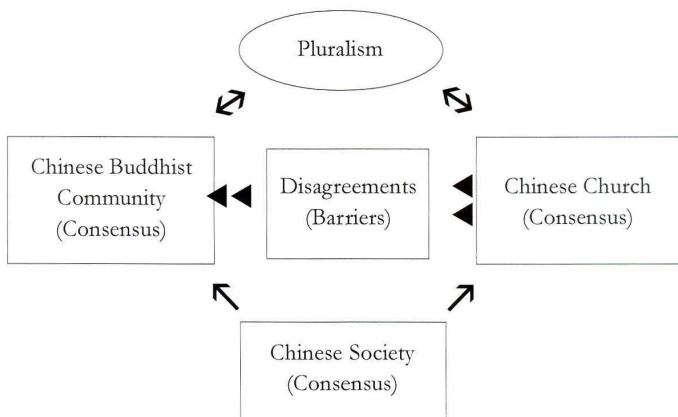 Pluralism
Chinese Buddhist
Community
(Consensus)
Disagreements
(Barriers)
Chinese Church
(Consensus)
Chinese Society
(Consensus)